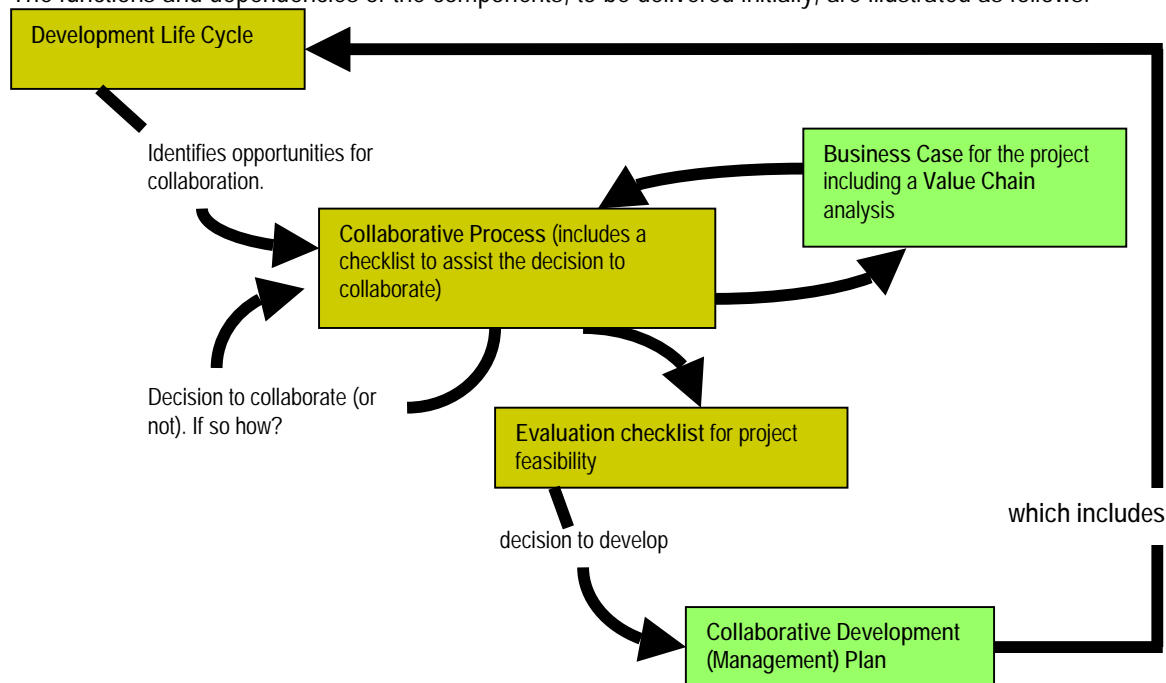 The functions and dependencies of the components, to be delivered initially, are illustrated as follows:
Development Life Cycle
Identifies opportunities for
collaboration.
Business Case for the project
including a Value Chain
analysis
Collaborative Process (includes a
checklist to assist the decision to
collaborate)
Decision to collaborate (or
not). If so how?
Evaluation checklist for project
feasibility
which includes
decision to develop
Collaborative Development
(Management) Plan